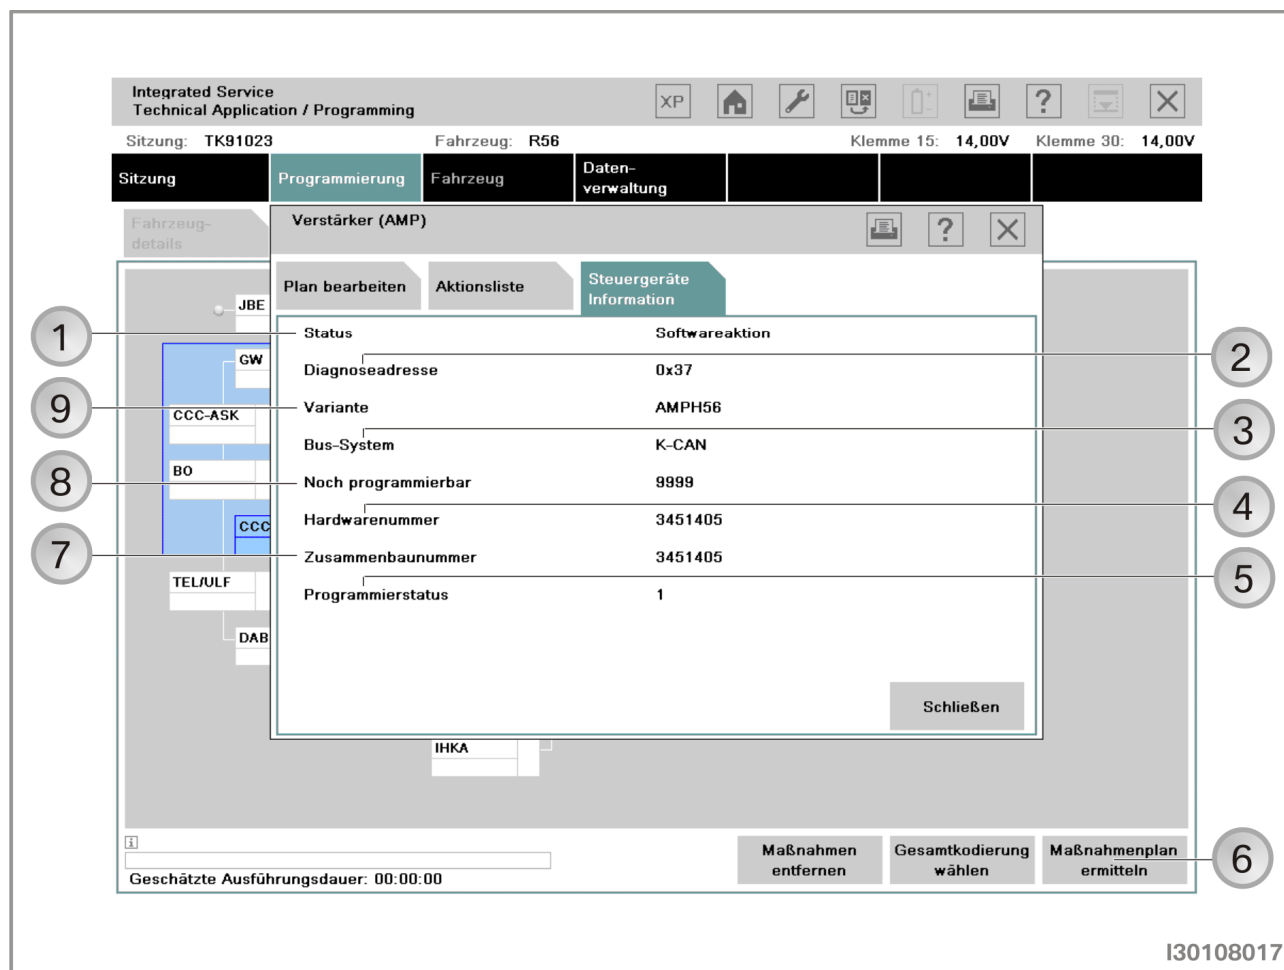 Integrated Service
Technical Application / Programming
XP
?
Sitzung: TK91023 Fahrzeug: R56 Klemme 15: 14,00V Klemme 30: 14,00V
Sitzung
Programmierung
Fahrzeug
Daten-
verwaltung
Fahrzeug-
details
Verstärker (AMP)
?
Plan bearbeiten
Aktionsliste
Steuergeräte
Information
JBE
GW
CCC-ASK
BO
CCC
TEL/ULF
DAB
IHKA
Status Softwareaktion
Diagnoseadresse 0x37
Variante AMPH56
Bus-System K-CAN
Noch programmierbar 9999
Hardwarenummer 3451405
Zusammenbaunummer 3451405
Programmierstatus 1
Schließen
1
9
8
7
2
3
4
5
6
i
Geschätzte Ausführungsdauer: 00:00:00
Maßnahmen
entfernen
Gesamtkodierung
wählen
Maßnahmenplan
ermitteln
I30108017